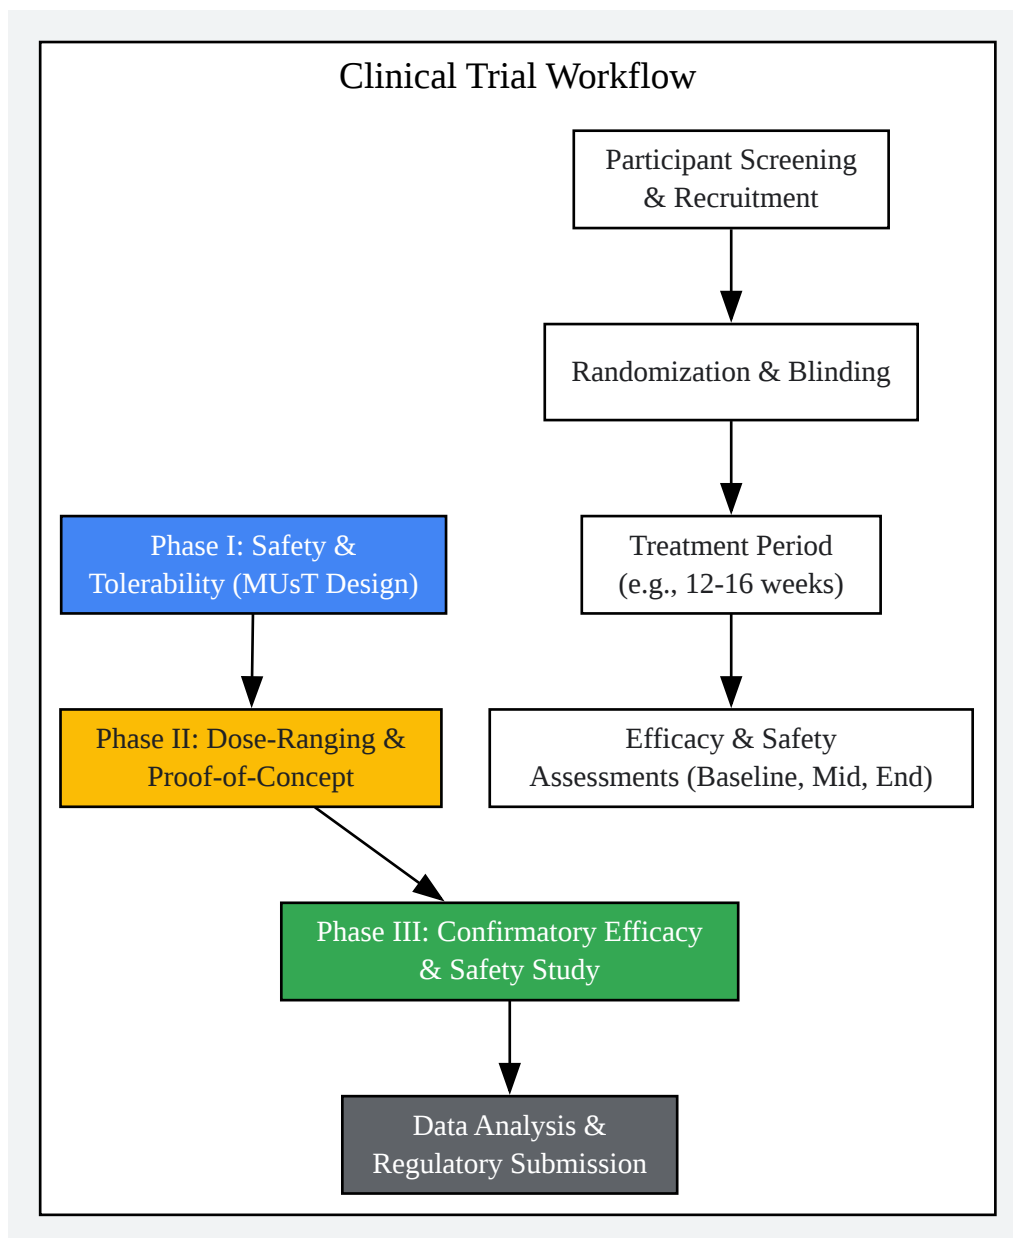 Clinical Trial Workflow
Participant Screening
& Recruitment
Randomization & Blinding
Phase I: Safety &
Tolerability (MUsT Design)
Treatment Period
(e.g., 12-16 weeks)
Phase II: Dose-Ranging &
Proof-of-Concept
Efficacy & Safety
Assessments (Baseline, Mid, End)
Phase III: Confirmatory Efficacy
& Safety Study
Data Analysis &
Regulatory Submission